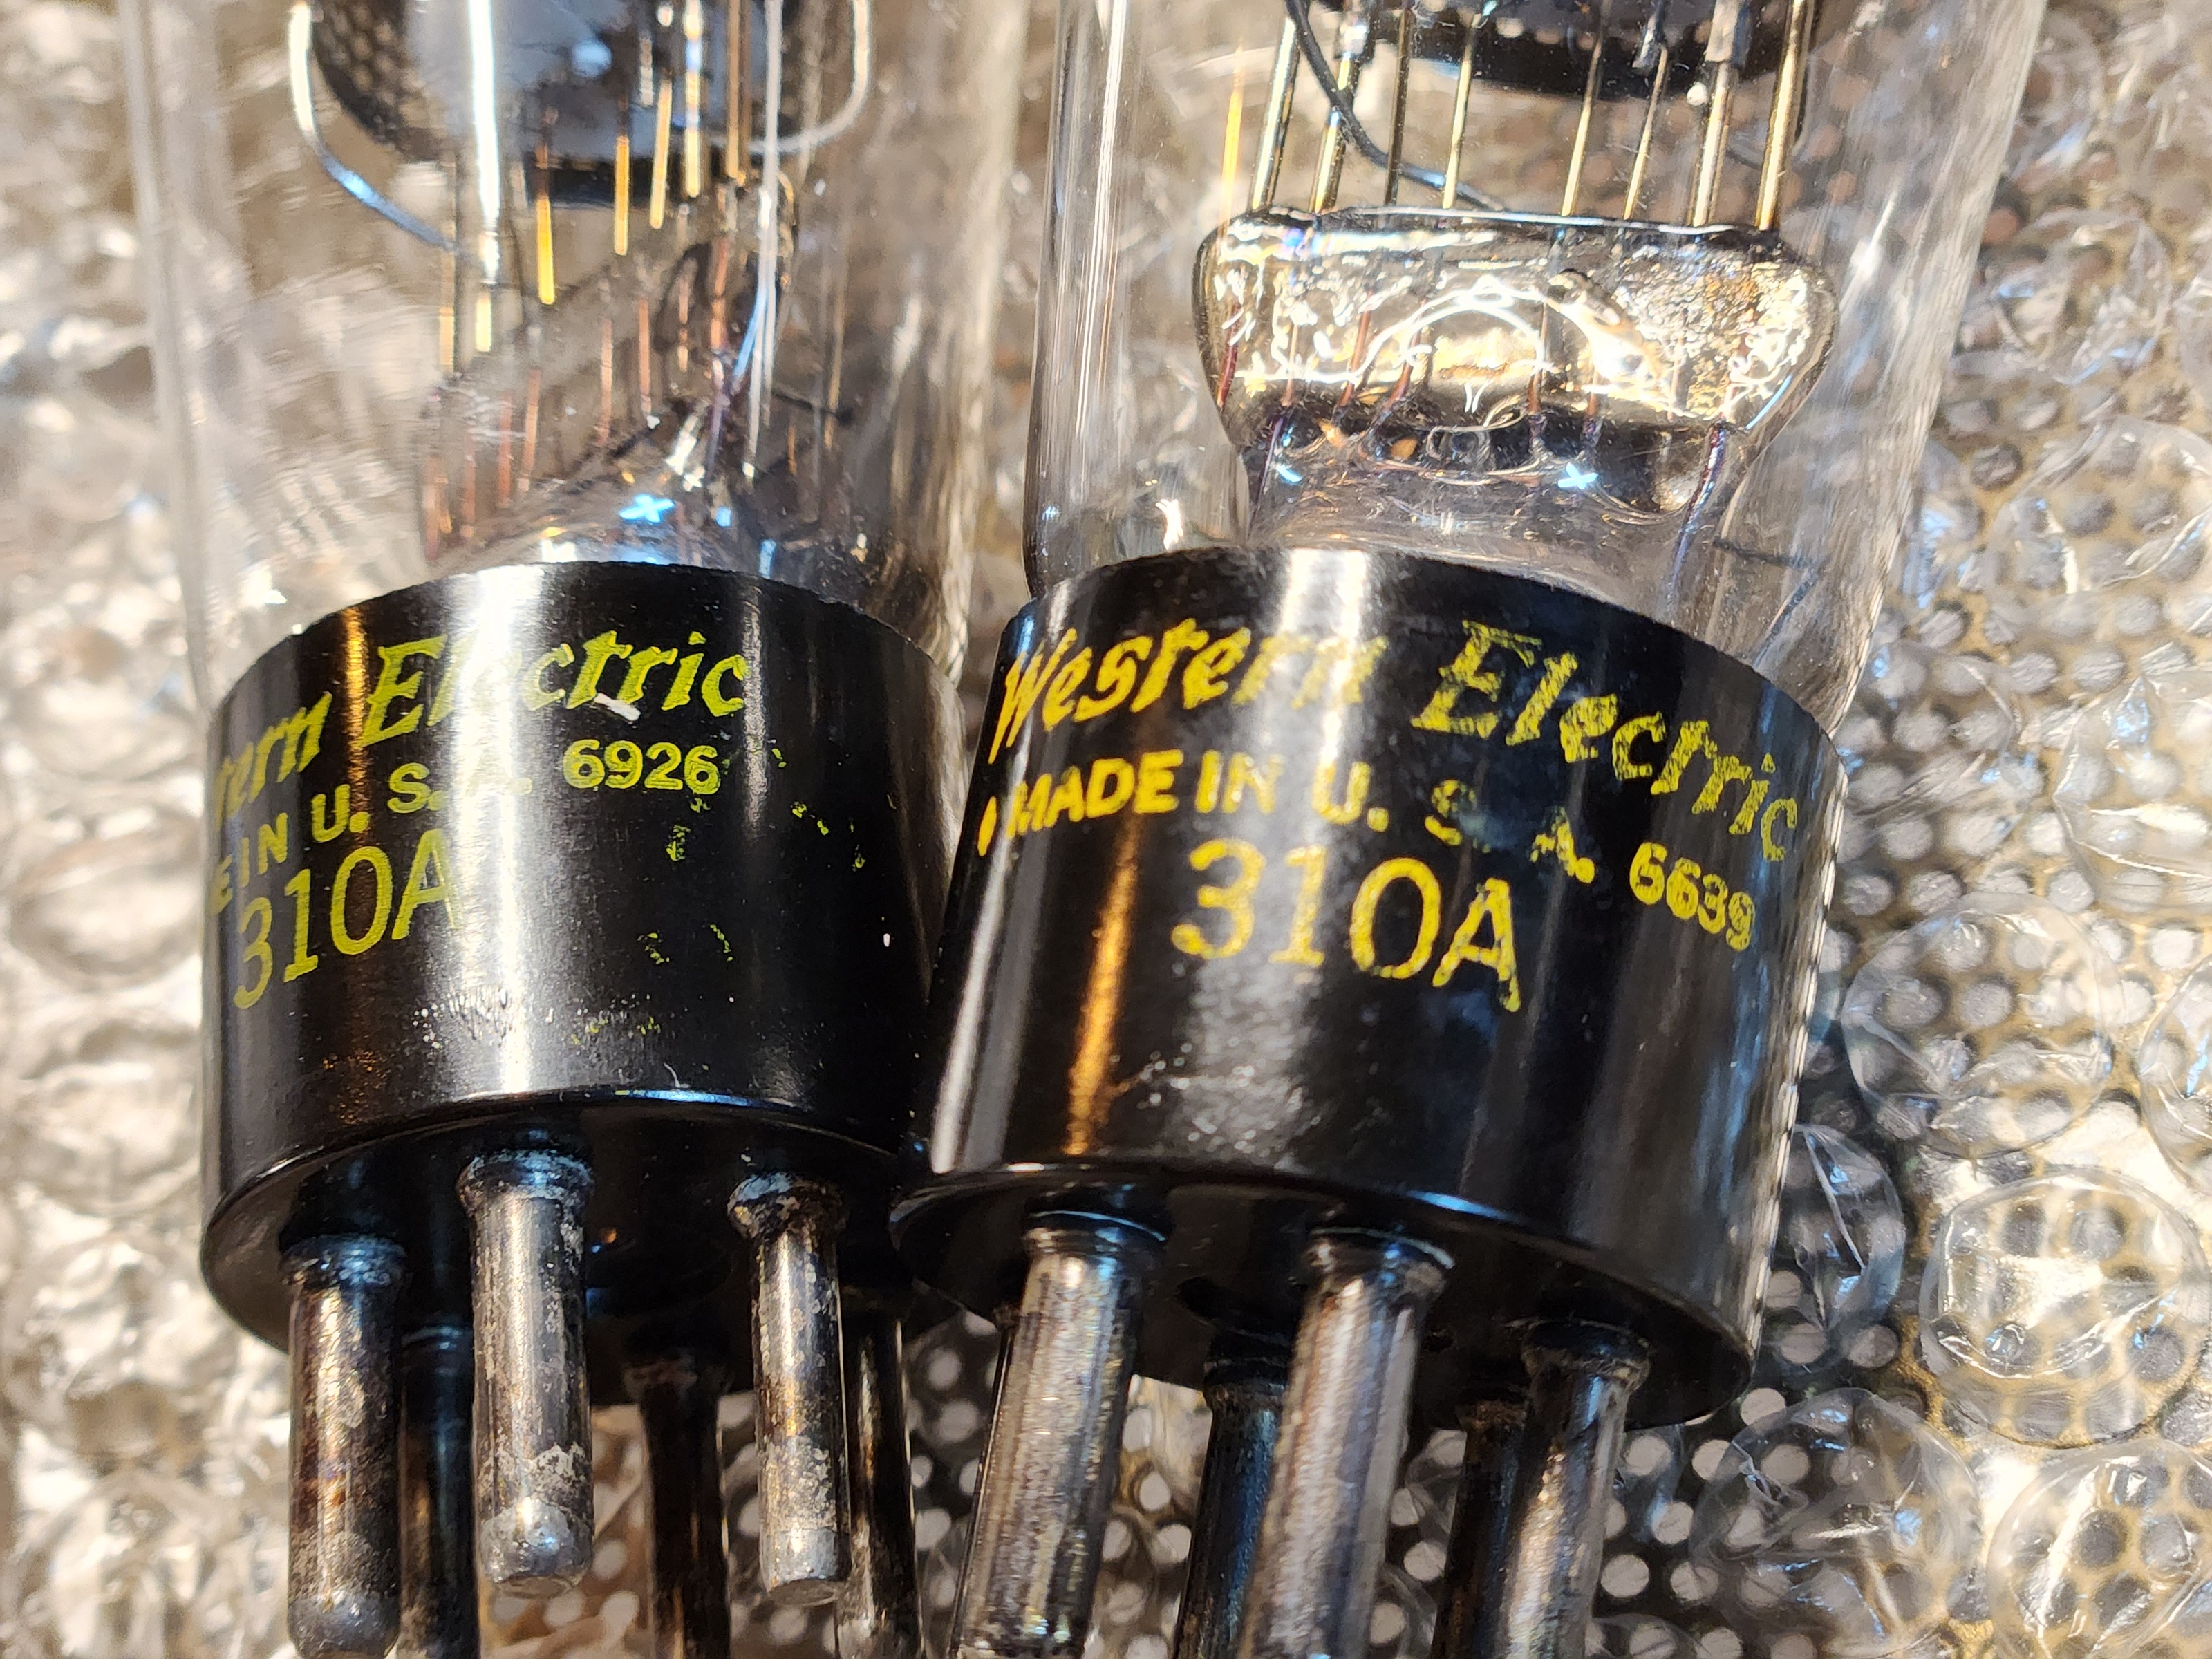 tern Electric
E IN U. S. A. 6926
310A
Western Electric
MADE IN U. S. A. 6639
310A